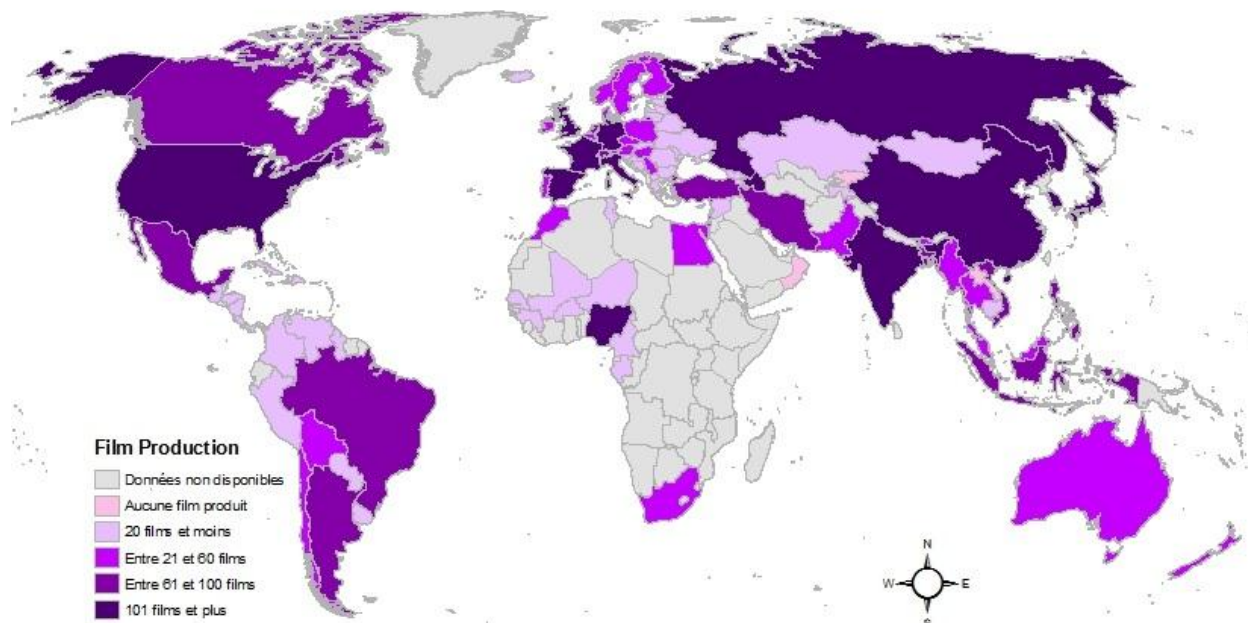 Film Production
Données non disponibles
Aucune film produit
20 films et moins
Entre 21 et 60 films
Entre 61 et 100 films
101 films et plus
N
W
E
S